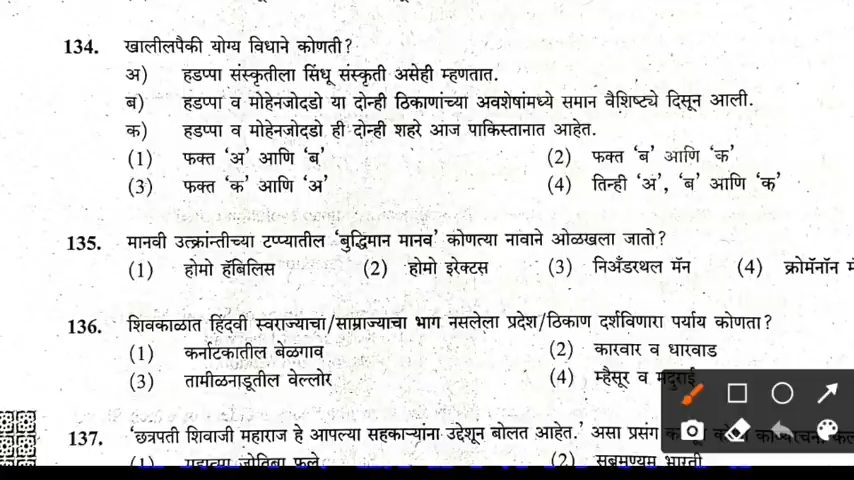 134. खालीलपैकी योग्य विधाने कोणती?
अ) हडप्पा संस्कृतीला सिंधू संस्कृती असेही म्हणतात.
ब) हडप्पा व मोहेनजोदडो या दोन्ही ठिकाणांच्या अवशेषांमध्ये समान वैशिष्ट्ये दिसून आली.
क) हडप्पा व मोहेनजोदडो ही दोन्ही शहरे आज पाकिस्तानात आहेत.
(1) फक्त 'अ' आणि 'ब' (2) फक्त 'ब' आणि 'क'
(3) फक्त 'क' आणि 'अ' (4) तिन्ही 'अ', 'ब' आणि 'क'
135. मानवी उत्क्रान्तीच्या टप्प्यातील 'बुद्धिमान मानव' कोणत्या नावाने ओळखला जातो?
(1) होमो हॅबिलिस (2) होमो इरेक्टस (3) निअँडरथल मॅन (4) क्रोमॅनॉन
136. शिवकाळात हिंदवी स्वराज्याचा/साम्राज्याचा भाग नसलेला प्रदेश/ठिकाण दर्शविणारा पर्याय कोणता?
(1) कर्नाटकातील बेळगाव (2) कारवार व धारवाड
(3) तामीळनाडूतील वेल्लोर (4) म्हैसूर व मदुराई
137. 'छत्रपती शिवाजी महाराज हे आपल्या सहकाऱ्यांना उद्देशून बोलत आहेत.' असा प्रसंग
(1) महात्मा जोतिबा फुले (2) सुब्रमण्यम भारती